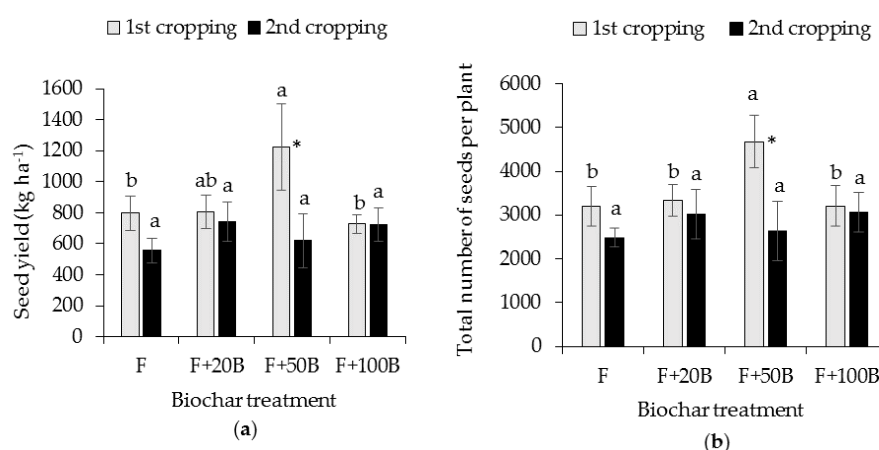 1st cropping 2nd cropping
Seed yield (kg ha⁻¹)
1600
1400
1200
1000
800
600
400
200
0
b a ab a a * b a
F F+20B F+50B F+100B
Biochar treatment
(a)
1st cropping 2nd cropping
Total number of seeds per plant
6000
5000
4000
3000
2000
1000
0
b a b a a * a b a
F F+20B F+50B F+100B
Biochar treatment
(b)